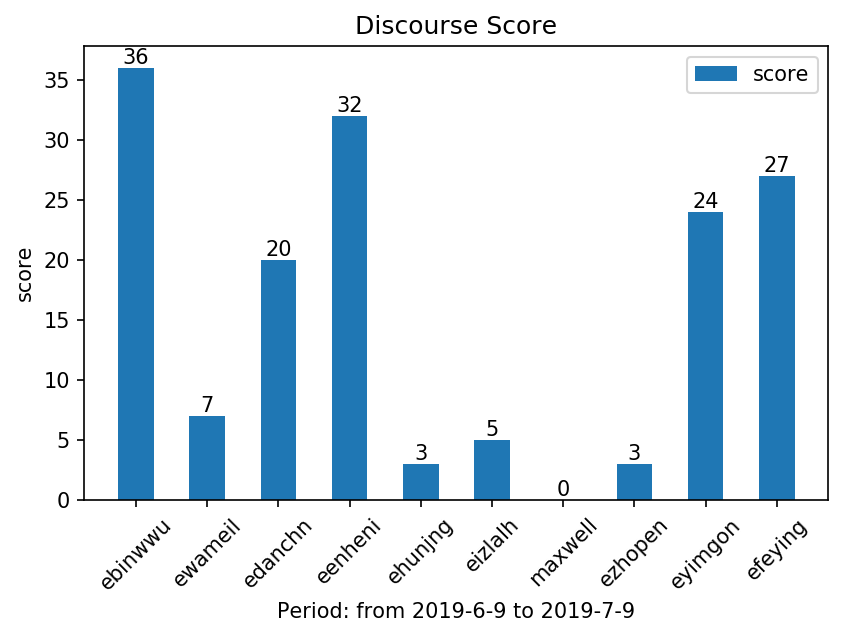 Discourse Score
score
score
35
30
25
20
15
10
5
0
36
7
20
32
3
5
0
3
24
27
ebinwwu
ewameil
edanchn
eenheni
ehunjng
eizlalh
maxwell
ezhopen
eyimgon
efeying
Period: from 2019-6-9 to 2019-7-9